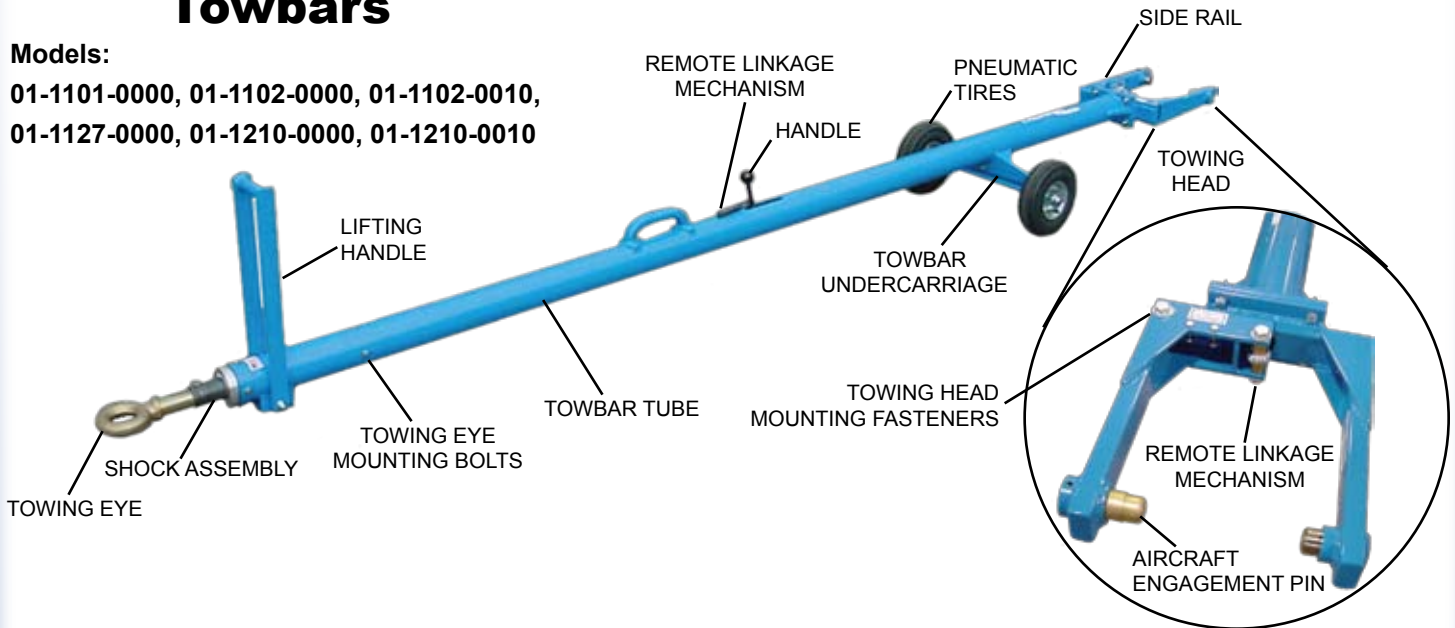 Towbars
Models:
01-1101-0000, 01-1102-0000, 01-1102-0010,
01-1127-0000, 01-1210-0000, 01-1210-0010
SIDE RAIL
REMOTE LINKAGE
MECHANISM
PNEUMATIC
TIRES
HANDLE
TOWING
HEAD
LIFTING
HANDLE
TOWBAR
UNDERCARRIAGE
TOWING HEAD
MOUNTING FASTENERS
TOWBAR TUBE
TOWING EYE
MOUNTING BOLTS
SHOCK ASSEMBLY
TOWING EYE
REMOTE LINKAGE
MECHANISM
AIRCRAFT
ENGAGEMENT PIN